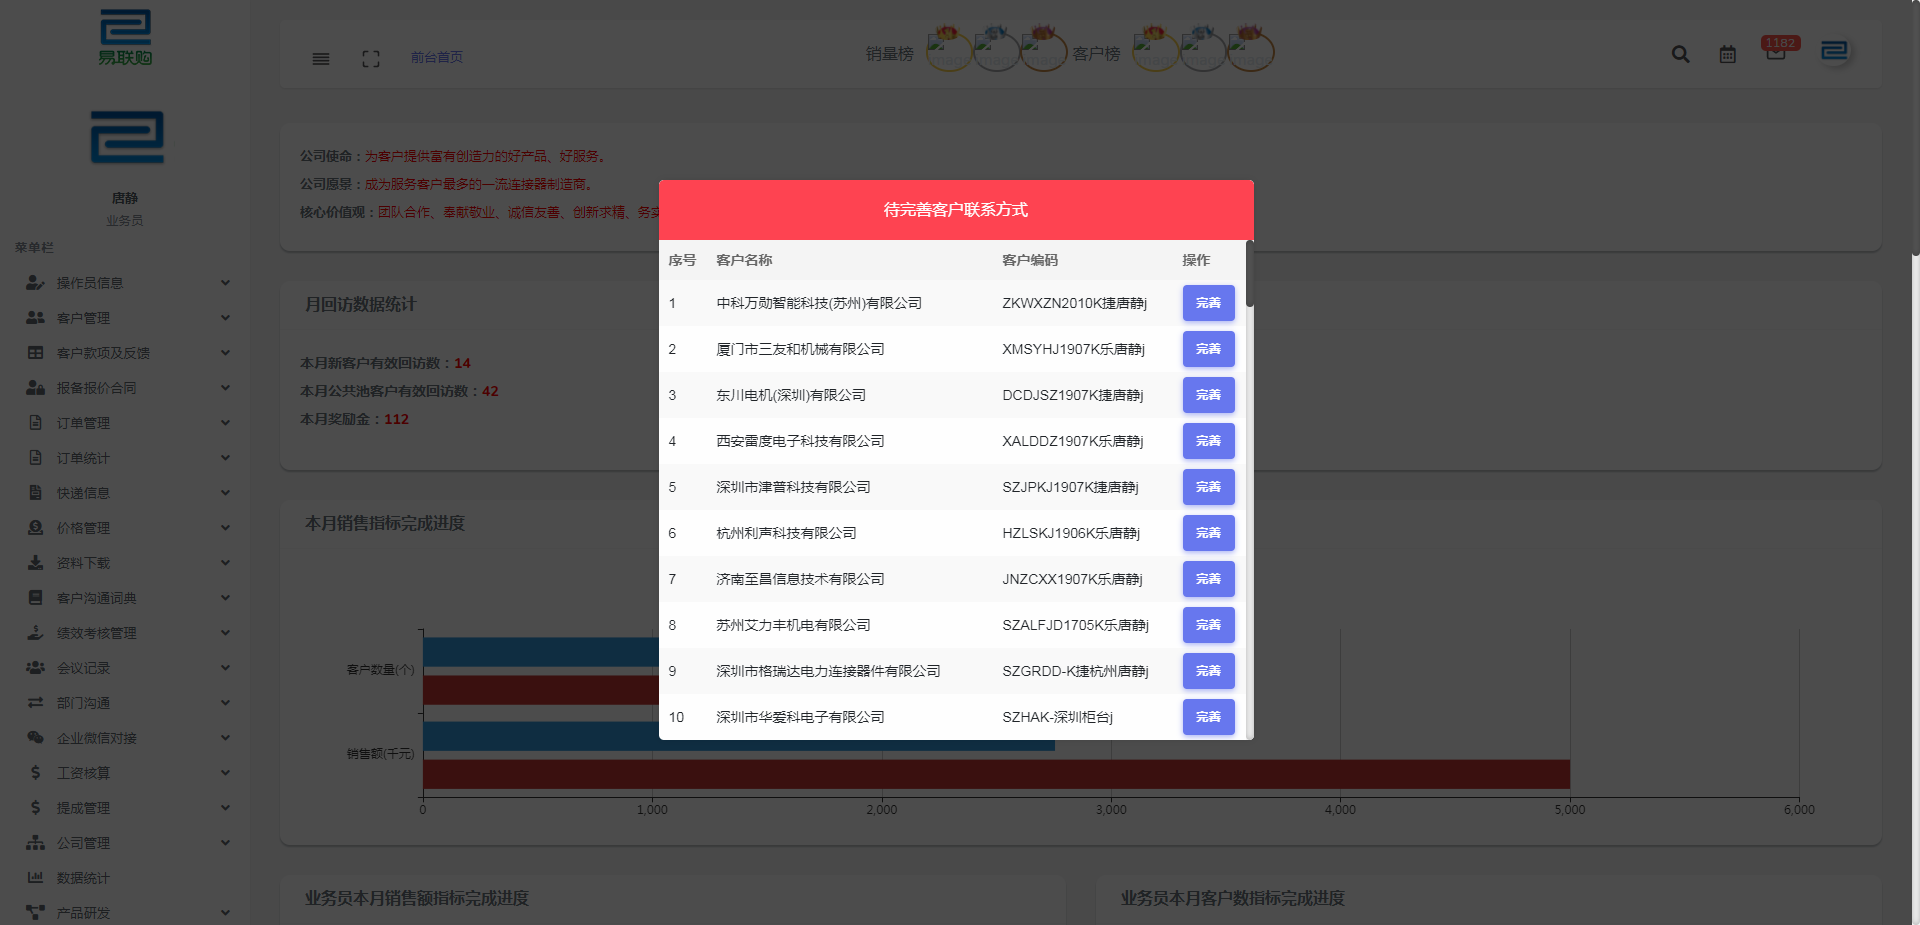 易联购
前台首页
销量榜
客户榜
1182
唐静
业务员
菜单栏
操作员信息
客户管理
客户款项及反馈
报备报价合同
订单管理
订单统计
快递信息
价格管理
资料下载
客户沟通词典
绩效考核管理
会议记录
部门沟通
企业微信对接
工资核算
提成管理
公司管理
数据统计
产品研发
公司使命：为客户提供富有创造力的好产品、好服务。
公司愿景：成为服务客户最多的一流连接器制造商。
核心价值观：团队合作、奉献敬业、诚信友善、创新求精、务实
月回访数据统计
本月新客户有效回访数：14
本月公共池客户有效回访数：42
本月奖励金：112
本月销售指标完成进度
客户数量(个)
销售额(千元)
0 1,000 2,000 3,000 4,000 5,000 6,000
业务员本月销售额指标完成进度
业务员本月客户数指标完成进度
待完善客户联系方式
序号 客户名称 客户编码 操作
1 中科万勋智能科技(苏州)有限公司 ZKWXZN2010K捷唐静j 完善
2 厦门市三友和机械有限公司 XMSYHJ1907K乐唐静j 完善
3 东川电机(深圳)有限公司 DCDJSZ1907K捷唐静j 完善
4 西安雷度电子科技有限公司 XALDDZ1907K乐唐静j 完善
5 深圳市津普科技有限公司 SZJPKJ1907K捷唐静j 完善
6 杭州利声科技有限公司 HZLSKJ1906K乐唐静j 完善
7 济南至昌信息技术有限公司 JNZCXX1907K乐唐静j 完善
8 苏州艾力丰机电有限公司 SZALFJD1705K乐唐静j 完善
9 深圳市格瑞达电力连接器件有限公司 SZGRDD-K捷杭州唐静j 完善
10 深圳市华爱科电子有限公司 SZHAK-深圳柜台j 完善